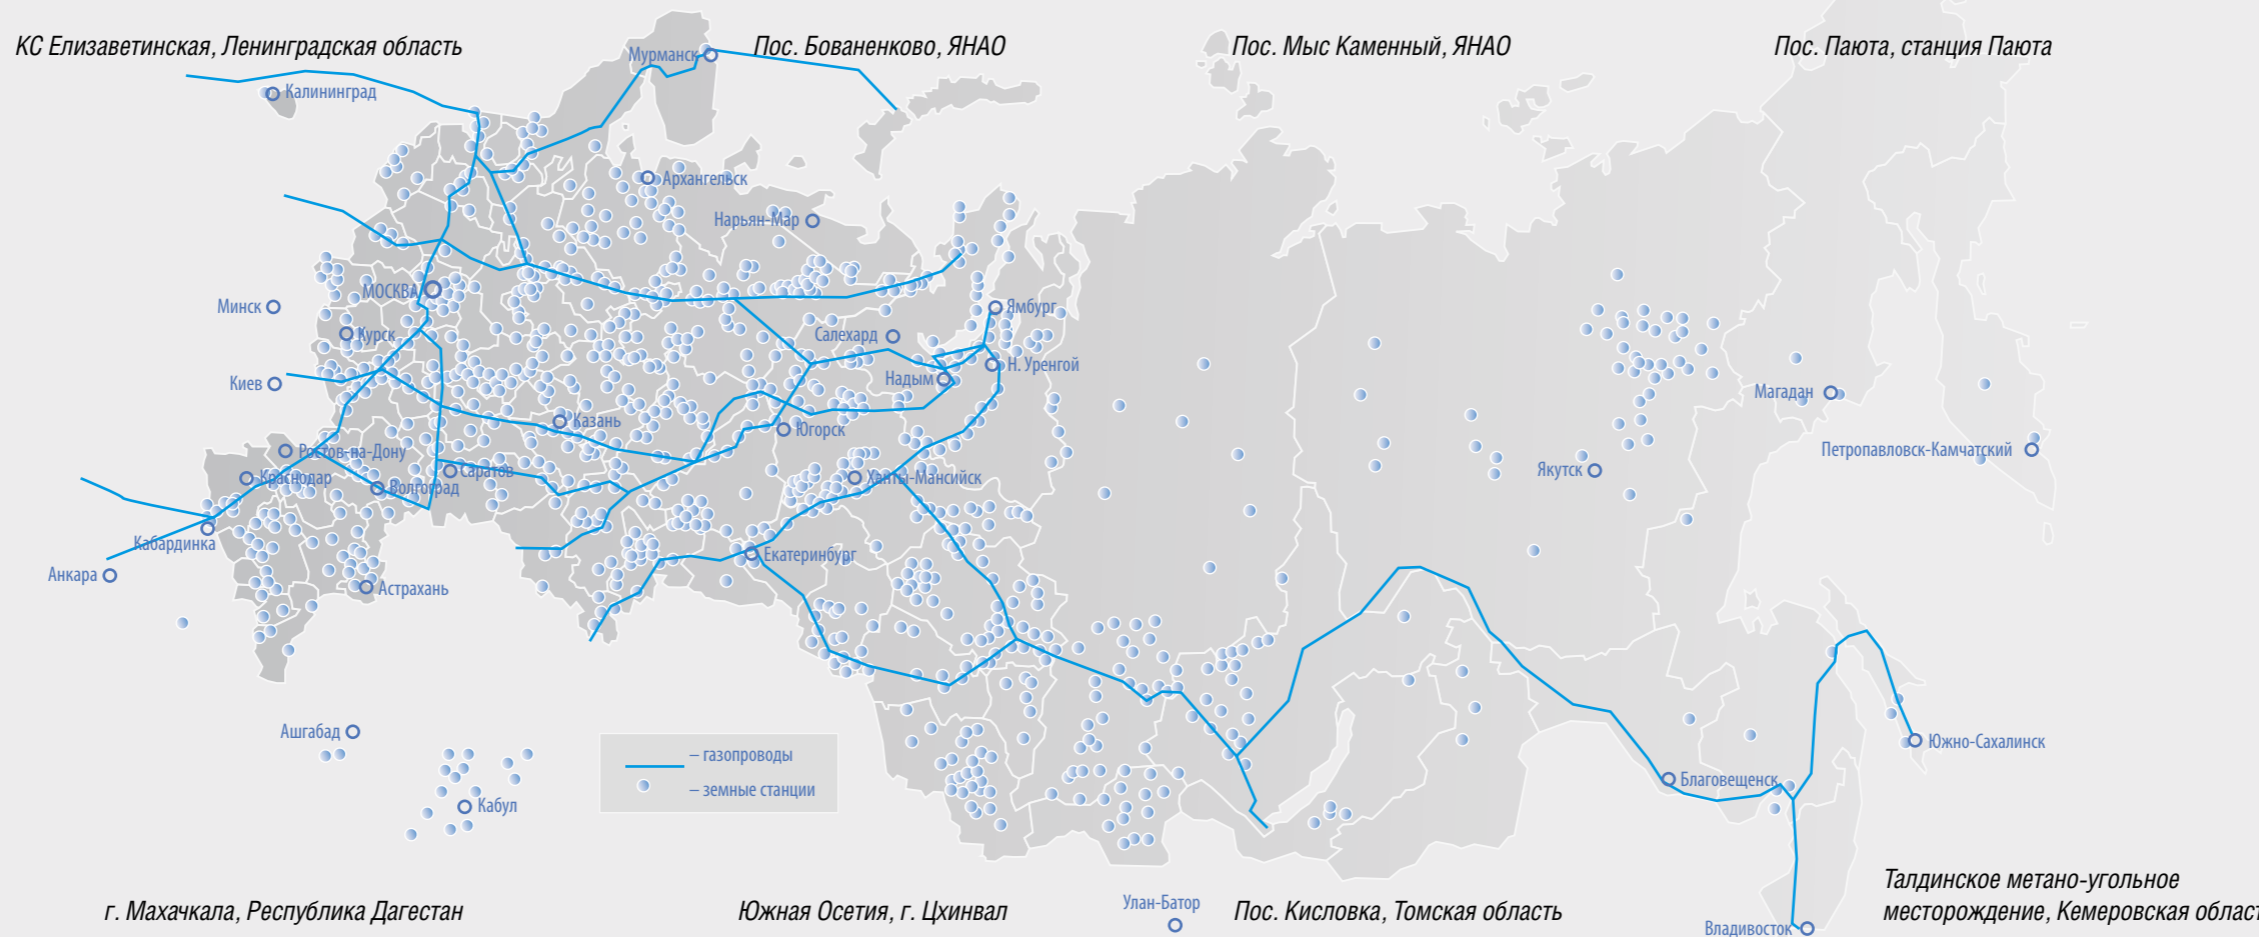 КС Елизаветинская, Ленинградская область
Пос. Бованенково, ЯНАО
Пос. Мыс Каменный, ЯНАО
Пос. Паюта, станция Паюта
Мурманск
Калининград
Архангельск
Нарьян-Мар
МОСКВА
Минск
Ямбург
Курск
Салехард
Н. Уренгой
Киев
Надым
Магадан
Казань
Югорск
Ростов-на-Дону
Петропавловск-Камчатский
Краснодар
Саратов
Волгоград
Ханты-Мансийск
Якутск
Кабардинка
Екатеринбург
Анкара
Астрахань
Ашгабад
Южно-Сахалинск
– газопроводы
– земные станции
Благовещенск
Кабул
Талдинское метано-угольное
месторождение, Кемеровская област
г. Махачкала, Республика Дагестан
Южная Осетия, г. Цхинвал
Улан-Батор
Пос. Кисловка, Томская область
Владивосток